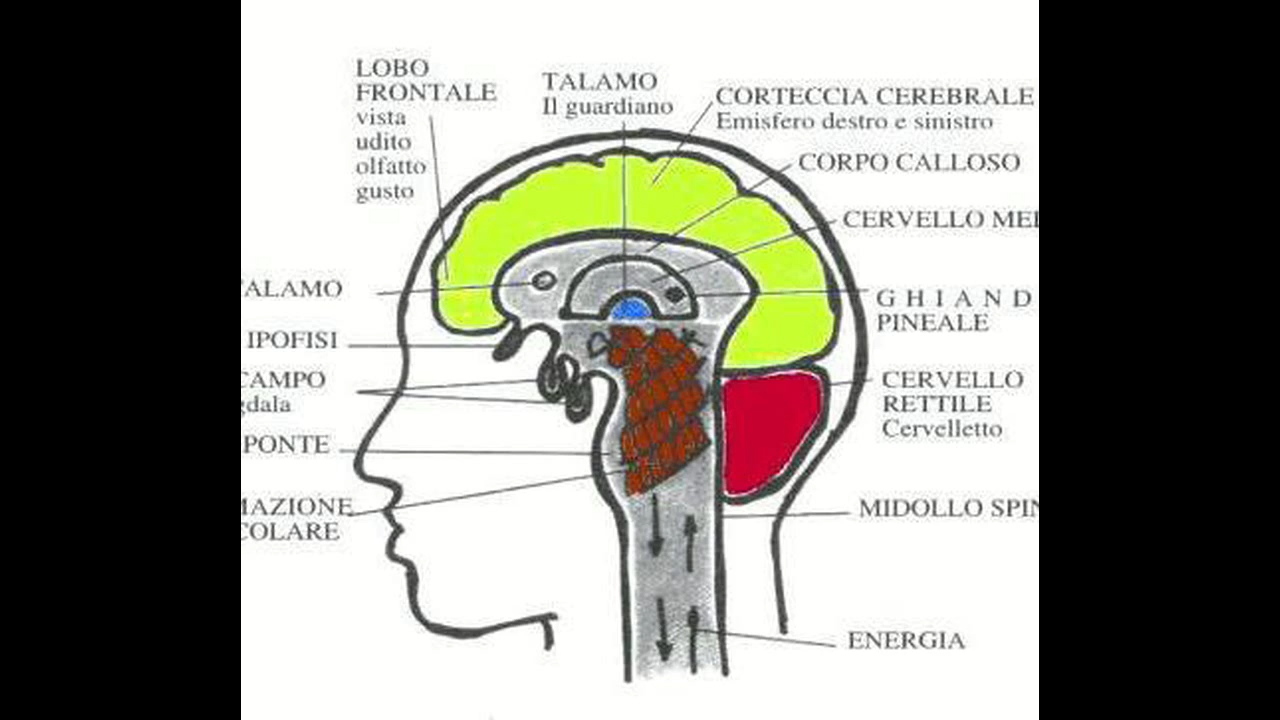 LOBO
FRONTALE
vista
udito
olfatto
gusto
TALAMO
Il guardiano
CORTECCIA CEREBRALE
Emisfero destro e sinistro
CORPO CALLOSO
CERVELLO ME
ALAMO
GHIAND
PINEALE
IPOFISI
CAMPO
gdala
CERVELLO
RETTILE
Cervelletto
PONTE
MAZIONE
COLARE
MIDOLLO SPIN
ENERGIA